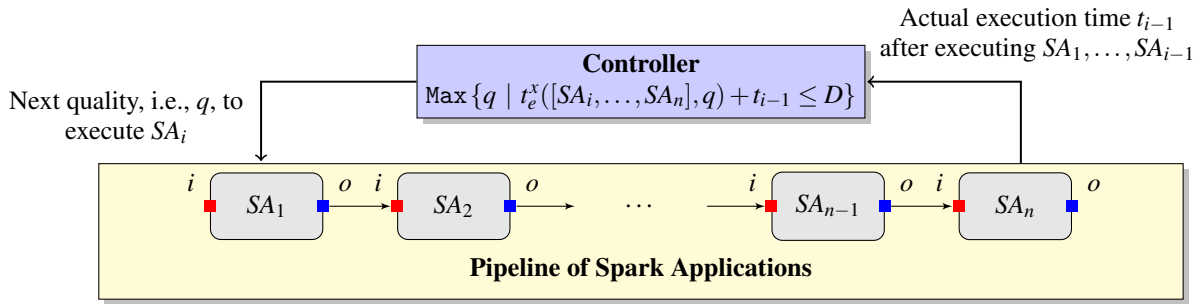 Actual execution time t_{i−1}
after executing SA_1,...,SA_{i−1}
Controller
Max {q | t_e^x([SA_i,...,SA_n],q) + t_{i−1} ≤ D}
Next quality, i.e., q, to
execute SA_i
i SA_1 o i SA_2 o ... i SA_{n−1} o i SA_n o
Pipeline of Spark Applications